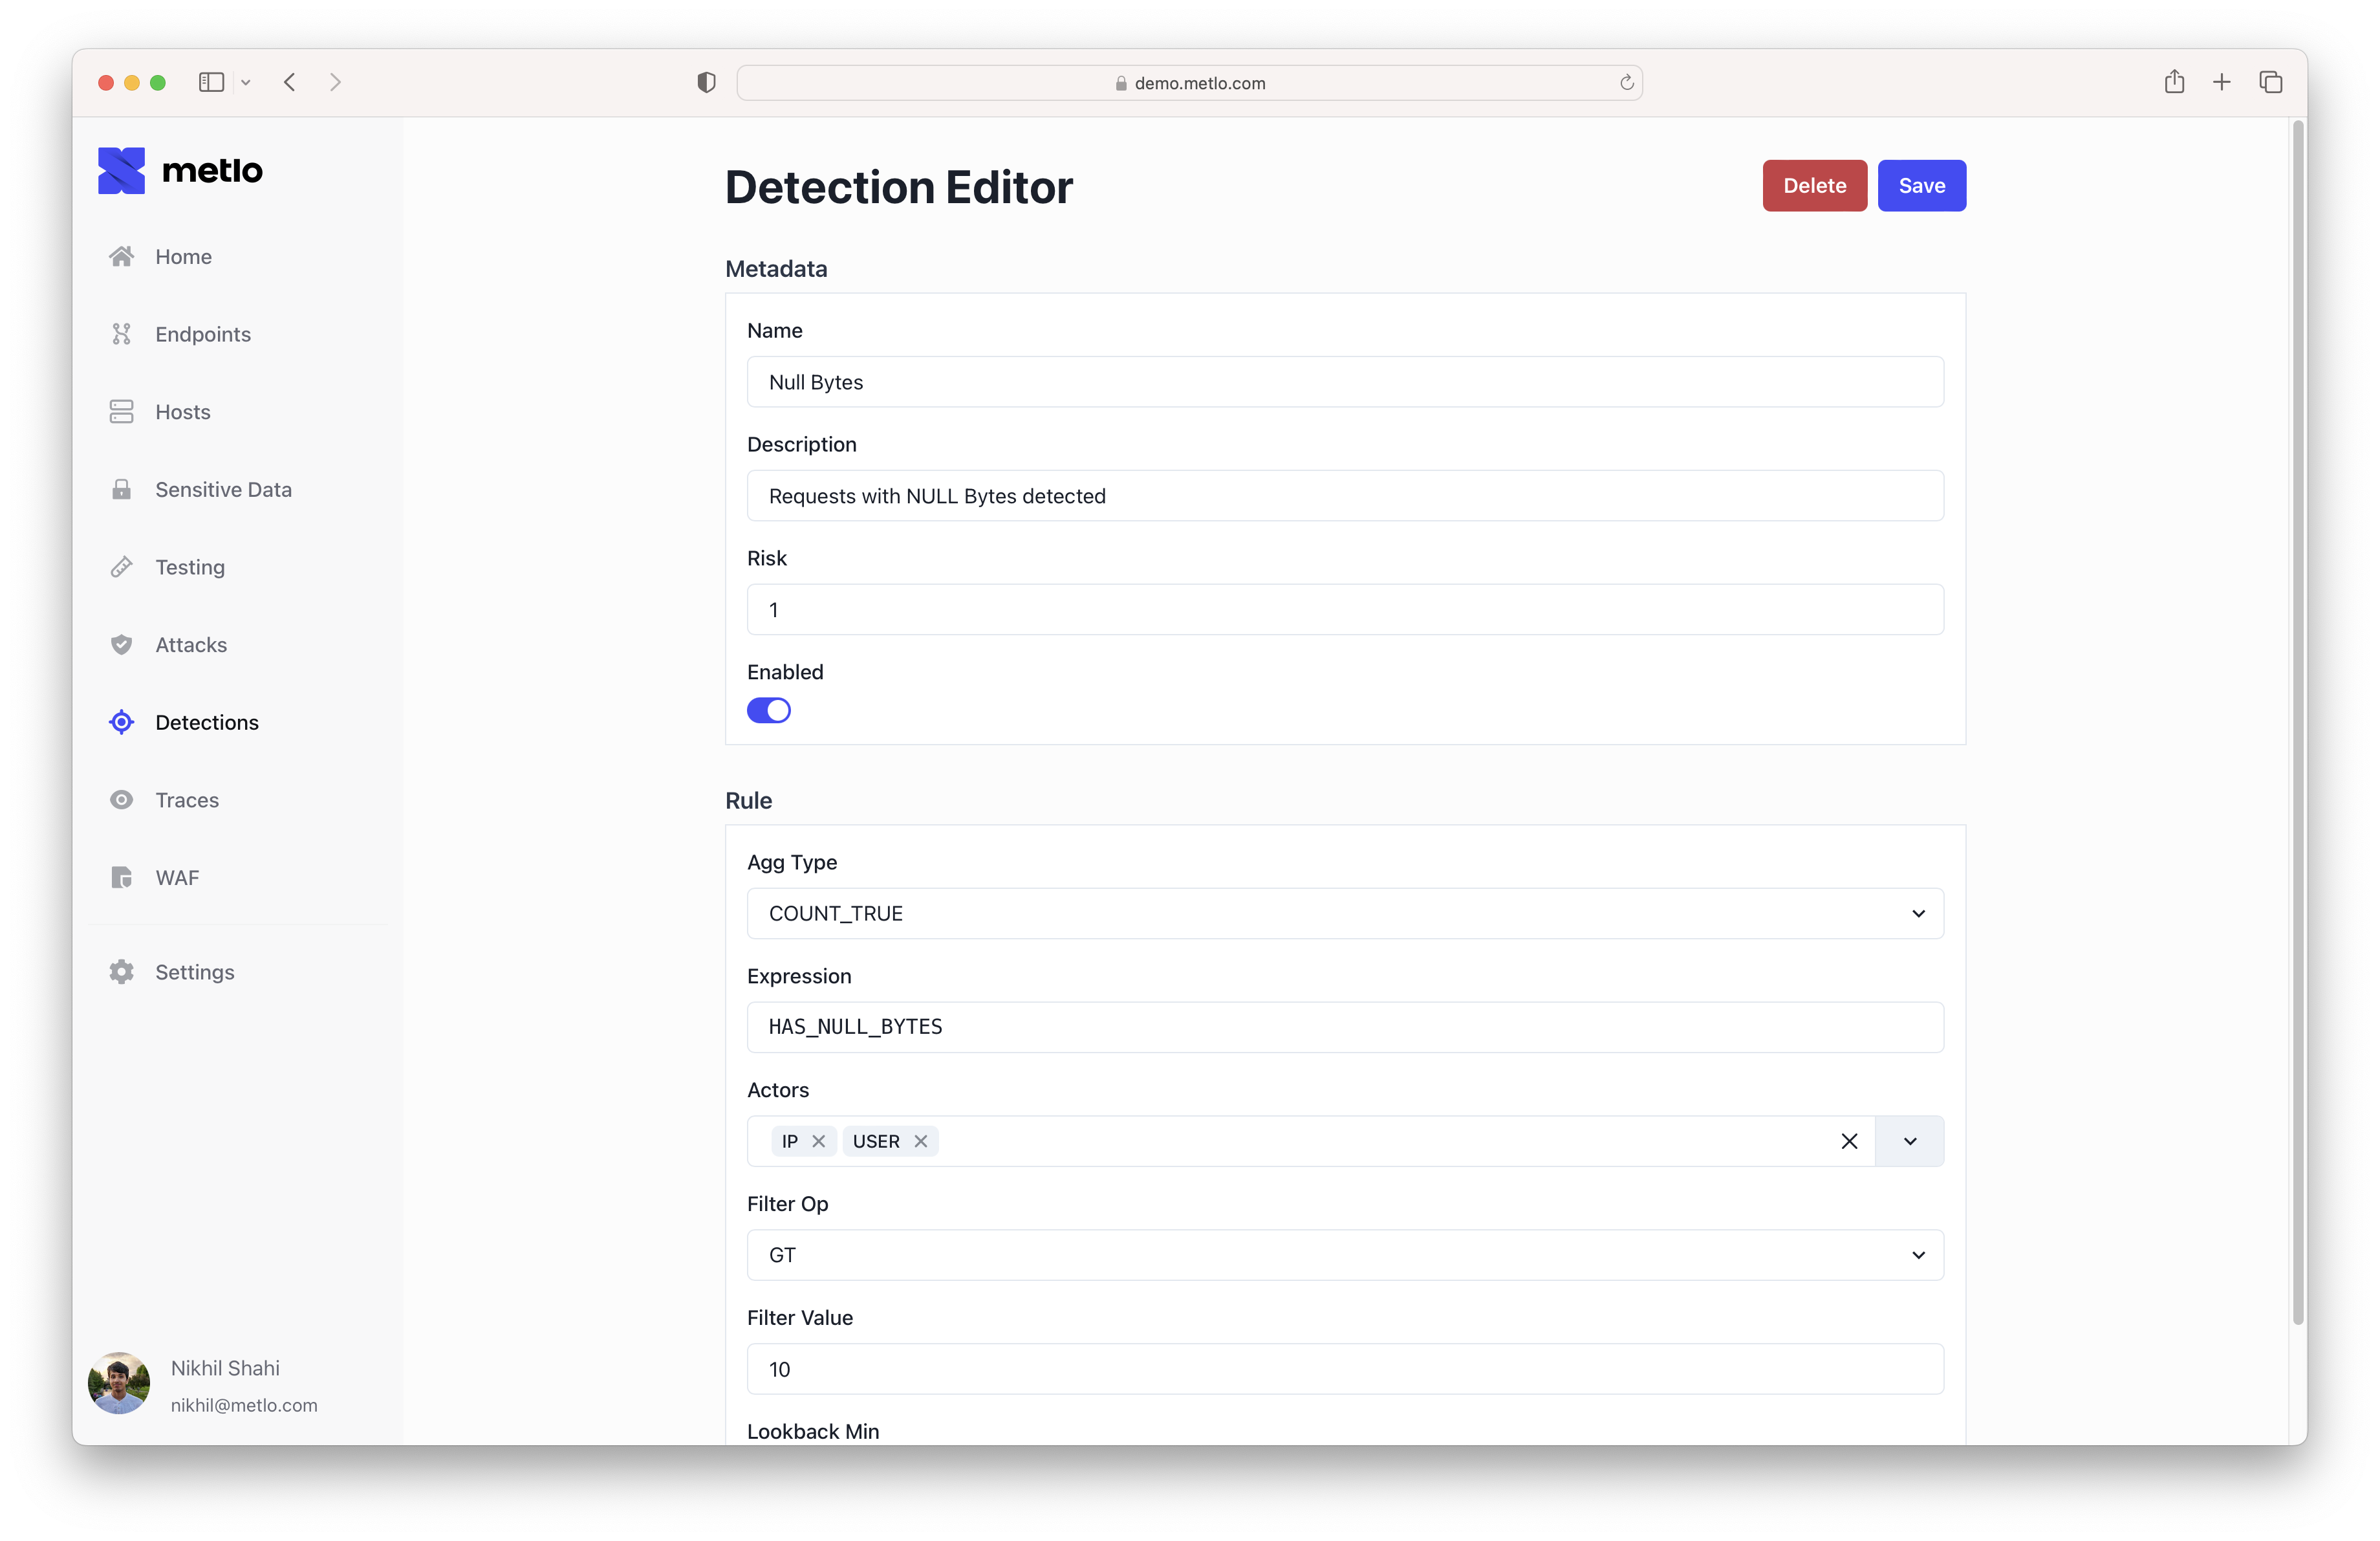 demo.metlo.com
metlo
Home
Endpoints
Hosts
Sensitive Data
Testing
Attacks
Detections
Traces
WAF
Settings
Nikhil Shahi
nikhil@metlo.com
Detection Editor
Delete
Save
Metadata
Name
Null Bytes
Description
Requests with NULL Bytes detected
Risk
1
Enabled
Rule
Agg Type
COUNT_TRUE
Expression
HAS_NULL_BYTES
Actors
IP USER
Filter Op
GT
Filter Value
10
Lookback Min